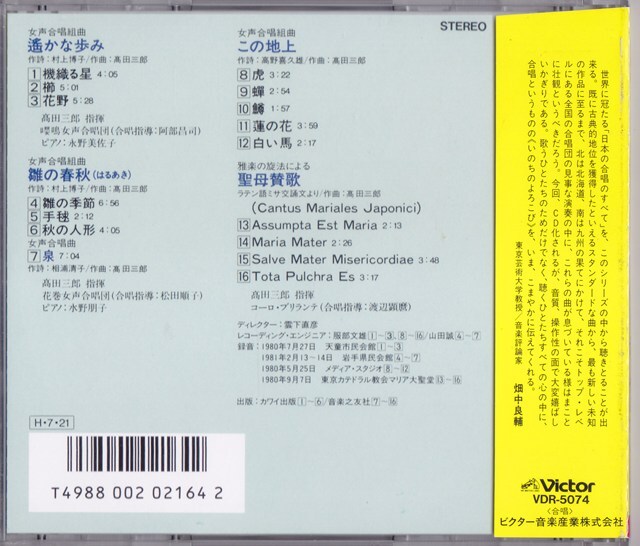 STEREO
女声合唱組曲
遙かな歩み
作詩：村上博子／作曲：髙田三郎
1 機織る星 4:05
2 櫛 5:01
3 花野 5:28
髙田三郎 指揮
嚶鳴女声合唱団(合唱指導：阿部昌司)
ピアノ：水野美佐子
女声合唱組曲
雛の春秋(はるあき)
作詩：村上博子／作曲：髙田三郎
4 雛の季節 6:56
5 手毬 2:12
6 秋の人形 4:05
女声合唱曲
7 泉 7:04
作詩：相浦清子／作曲：髙田三郎
髙田三郎 指揮
花巻女声合唱団(合唱指導：松田順子)
ピアノ：水野朋子
女声合唱組曲
この地上
作詩：高野喜久雄／作曲：髙田三郎
8 虎 3:22
9 蟬 2:54
10 鱒 1:57
11 蓮の花 3:59
12 白い馬 2:17
雅楽の旋法による
聖母賛歌
ラテン語ミサ交誦文より／作曲：髙田三郎
(Cantus Mariales Japonici)
13 Assumpta Est Maria 2:13
14 Maria Mater 2:26
15 Salve Mater Misericordiae 3:48
16 Tota Pulchra Es 3:17
髙田三郎 指揮
コーロ・ブリランテ(合唱指導：渡辺顕麿)
ディレクター：雲下直彦
レコーディング・エンジニア：服部文雄 1〜3, 8〜16／山田誠 4〜7
録音：1980年7月27日 天童市民会館 1〜3
1981年2月13〜14日 岩手県民会館 4〜7
1980年5月25日 メディア・スタジオ 8〜12
1980年9月7日 東京カテドラル教会マリア大聖堂 13〜16
出版：カワイ出版 1〜6／音楽之友社 7〜16
H・7・21
T4988 002 02164 2
世界に冠たる「日本の合唱のすべて」を、このシリーズの中から聴きとることが出
来る。既に古典的地位を獲得したといえるスタンダードな曲から、最も新しい未知
の作品に至るまで、北は北海道、南は九州の果てにかけて、それこそトップ・レベ
ルにある全国の合唱団の見事な演奏の中に、これらの曲が息づいている様はまこと
に壮観というべきだろう。今回、CD化されるが、音質、操作性の面で大変嬉ばし
いかぎりである。歌うひとたちのためだけでなく、聴くひとたちすべての心の中に、
合唱というものの《いのちのよろこび》を、いま、こまやかに伝えてくれる。
東京芸術大学教授／音楽評論家 畑中良輔
Victor
VDR-5074
〈合唱〉
ビクター音楽産業株式会社